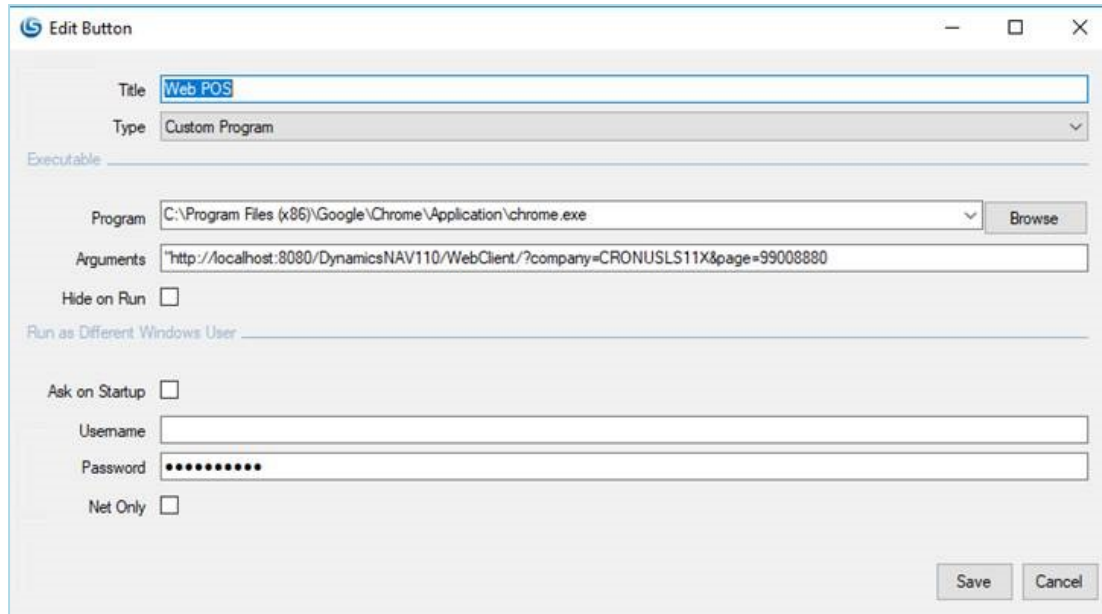 Edit Button
Title Web POS
Type Custom Program
Executable
Program C:\Program Files (x86)\Google\Chrome\Application\chrome.exe Browse
Arguments "http://localhost:8080/DynamicsNAV110/WebClient/?company=CRONUSLS11X&page=99008880
Hide on Run
Run as Different Windows User
Ask on Startup
Username
Password ••••••••••
Net Only
Save Cancel